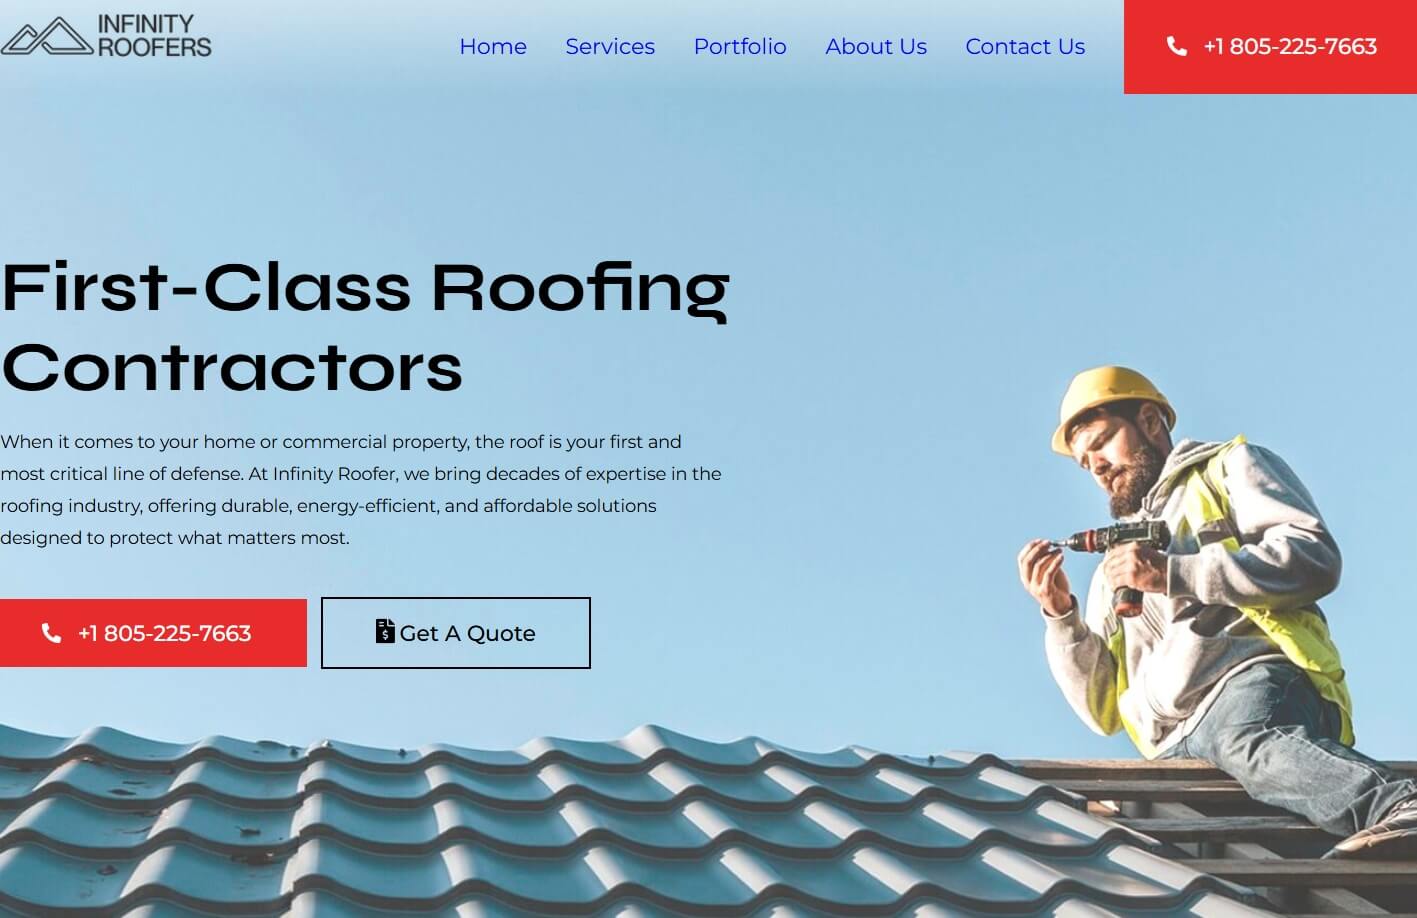 INFINITY
ROOFERS
Home Services Portfolio About Us Contact Us +1 805-225-7663
First-Class Roofing
Contractors
When it comes to your home or commercial property, the roof is your first and
most critical line of defense. At Infinity Roofer, we bring decades of expertise in the
roofing industry, offering durable, energy-efficient, and affordable solutions
designed to protect what matters most.
+1 805-225-7663 Get A Quote